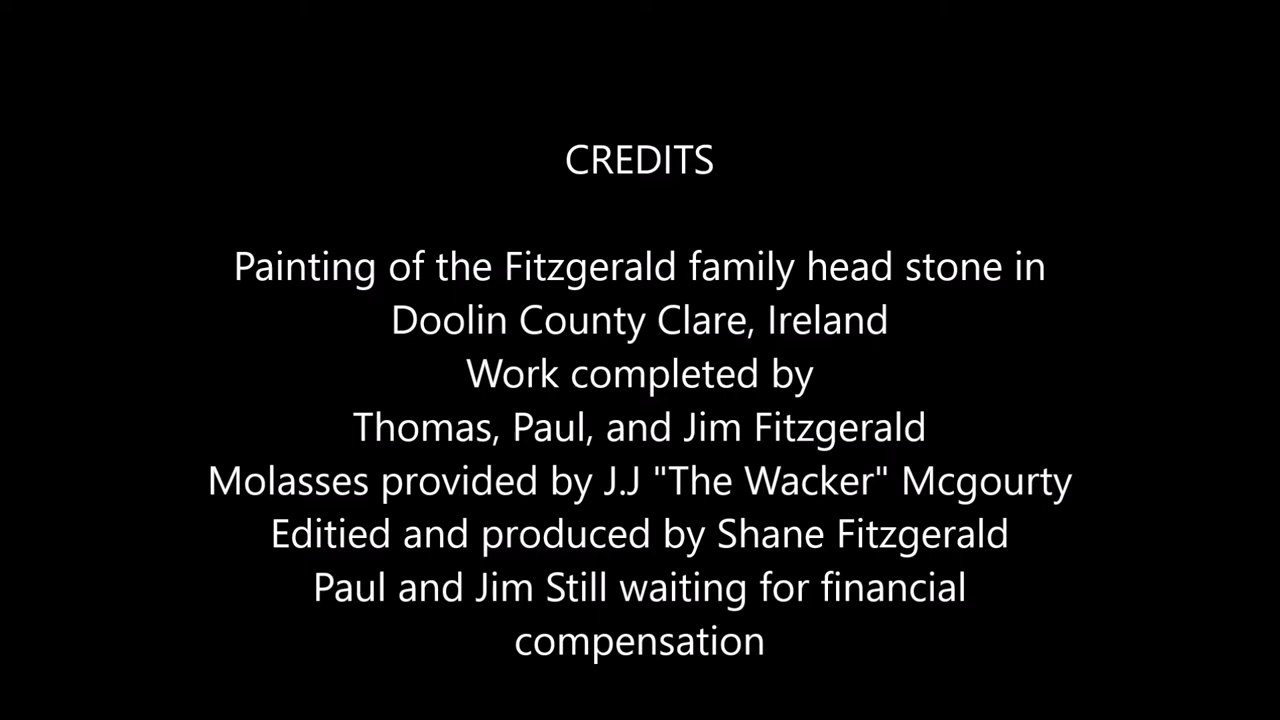 CREDITS
Painting of the Fitzgerald family head stone in
Doolin County Clare, Ireland
Work completed by
Thomas, Paul, and Jim Fitzgerald
Molasses provided by J.J "The Wacker" Mcgourty
Editied and produced by Shane Fitzgerald
Paul and Jim Still waiting for financial
compensation